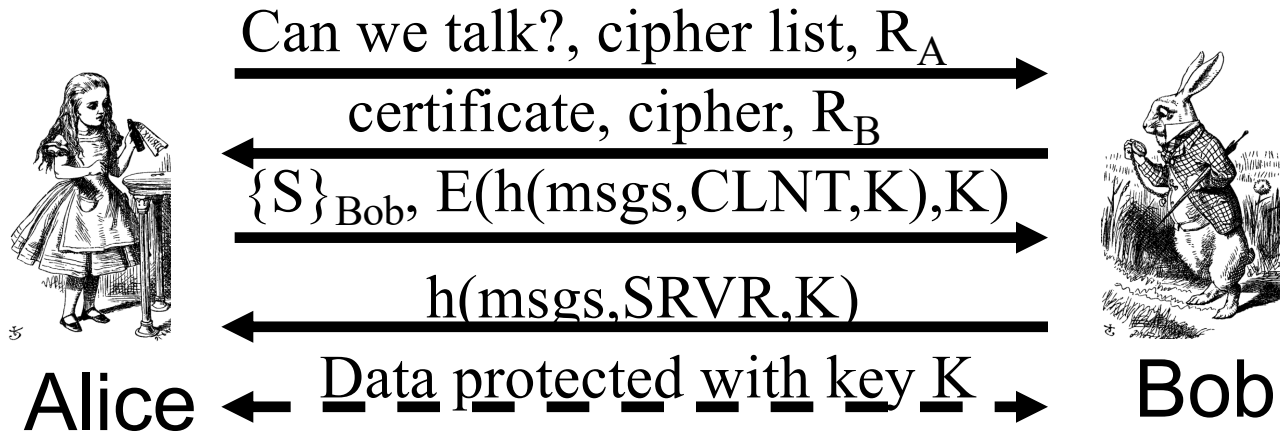 Can we talk?, cipher list, R_A
certificate, cipher, R_B
{S}_Bob, E(h(msgs,CLNT,K),K)
h(msgs,SRVR,K)
Data protected with key K
Alice
Bob